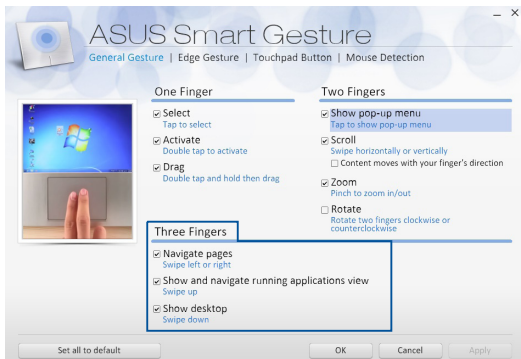 ASUS Smart Gesture
General Gesture | Edge Gesture | Touchpad Button | Mouse Detection
One Finger
Select
Tap to select
Activate
Double tap to activate
Drag
Double tap and hold then drag
Two Fingers
Show pop-up menu
Tap to show pop-up menu
Scroll
Swipe horizontally or vertically
Content moves with your finger's direction
Zoom
Pinch to zoom in/out
Rotate
Rotate two fingers clockwise or
counterclockwise
Three Fingers
Navigate pages
Swipe left or right
Show and navigate running applications view
Swipe up
Show desktop
Swipe down
Set all to default
OK
Cancel
Apply